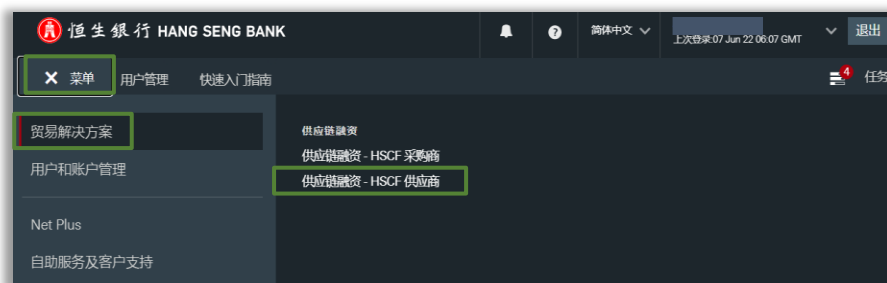 恒生銀行 HANG SENG BANK
简体中文
上次登录:07 Jun 22 06:07 GMT
退出
菜单 用户管理 快速入门指南
4 任务
贸易解决方案
用户和账户管理
Net Plus
自助服务及客户支持
供应链融资
供应链融资 - HSCF 采购商
供应链融资 - HSCF 供应商